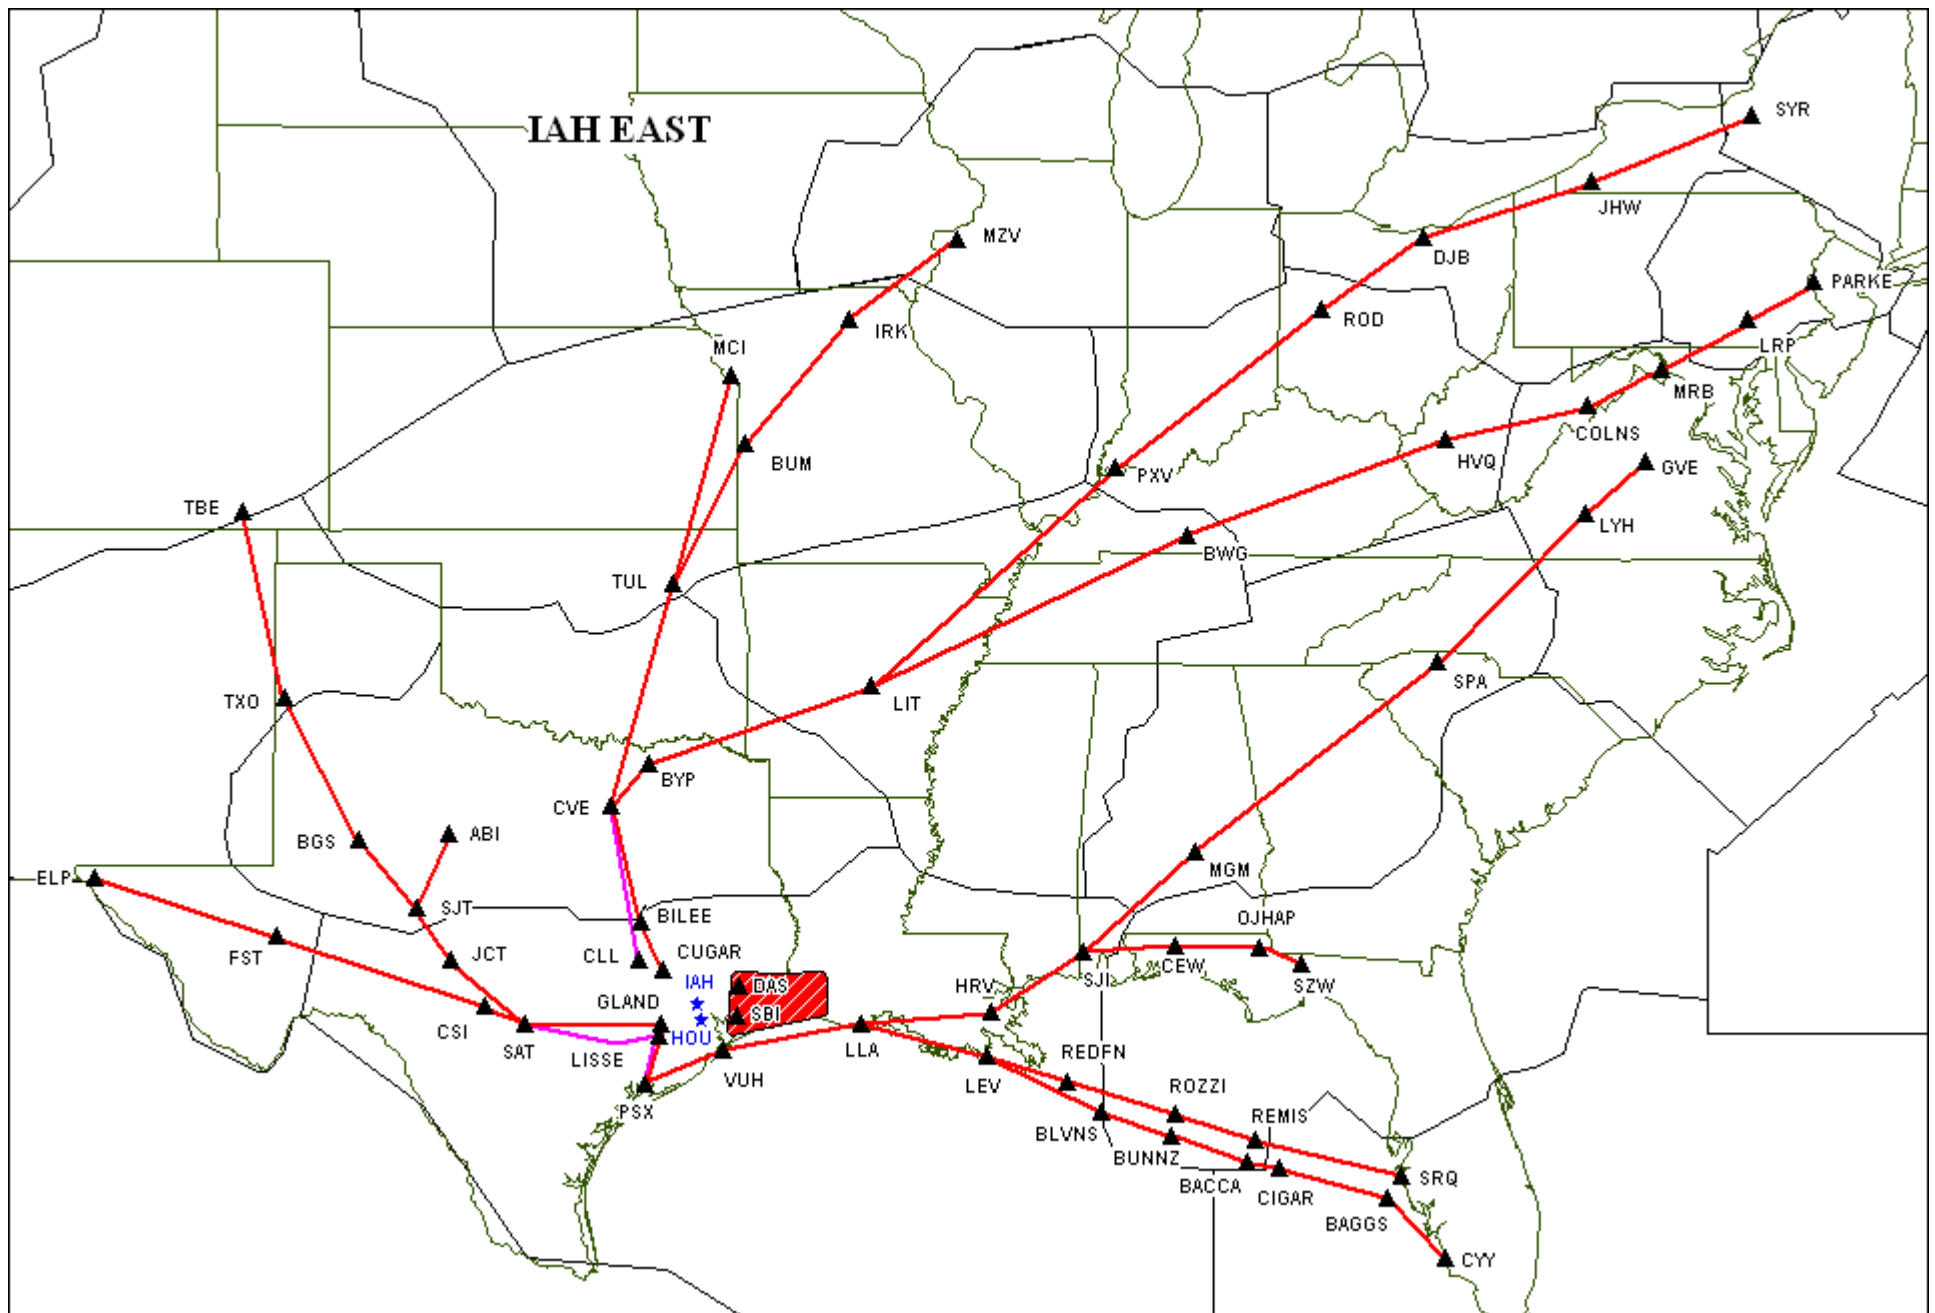 IAH EAST
SYR
JHW
MZV
DJB
PARKE
ROD
IRK
MCI
LRP
MRB
COLNS
BUM
HVQ
GVE
PXV
TBE
LYH
BWG
TUL
SPA
TXO
LIT
BYP
CVE
BGS
ABI
MGM
ELP
SJT
BILEE
OJHAP
FST
JCT
CLL
CUGAR
CEW
SJI
SZW
IAH
DAS
HRV
GLAND
SBI
CSI
SAT
LISSE
HOU
LLA
VUH
REDFN
LEV
ROZZI
PSX
REMIS
BLVNS
BUNNZ
SRQ
BACCA
CIGAR
BAGGS
CYY